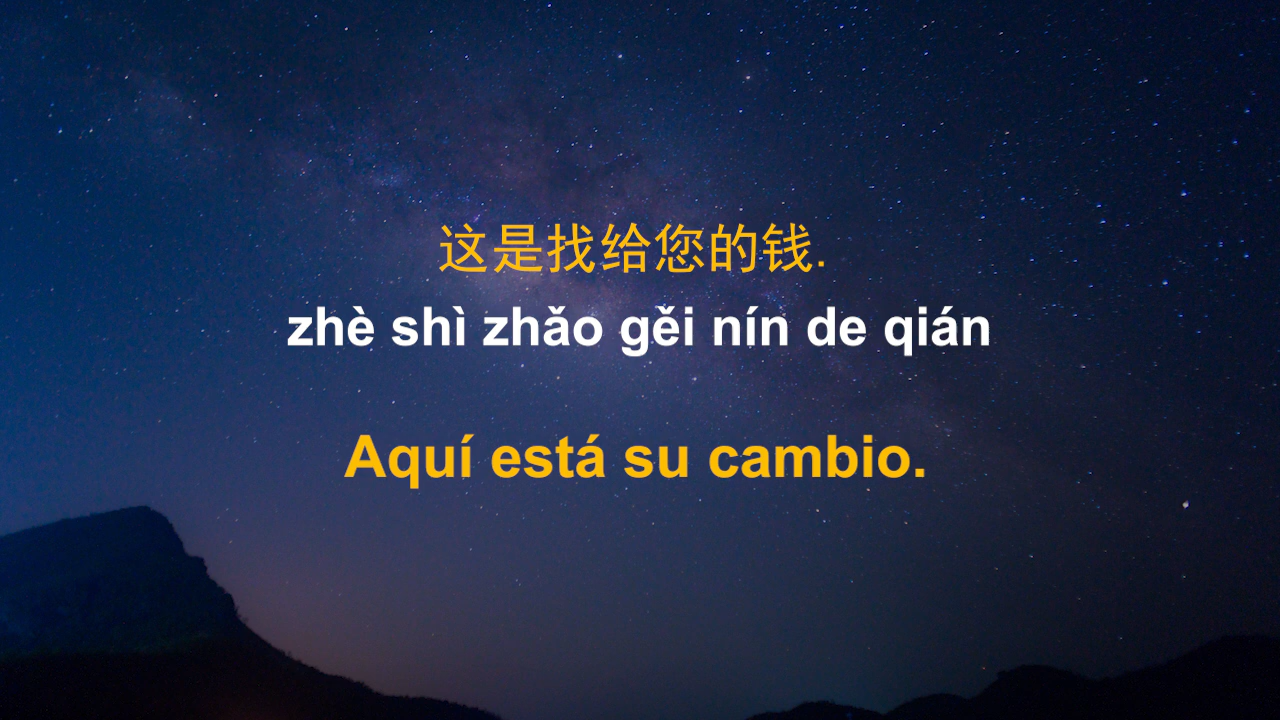 这是找给您的钱.
zhè shì zhǎo gěi nín de qián
Aquí está su cambio.